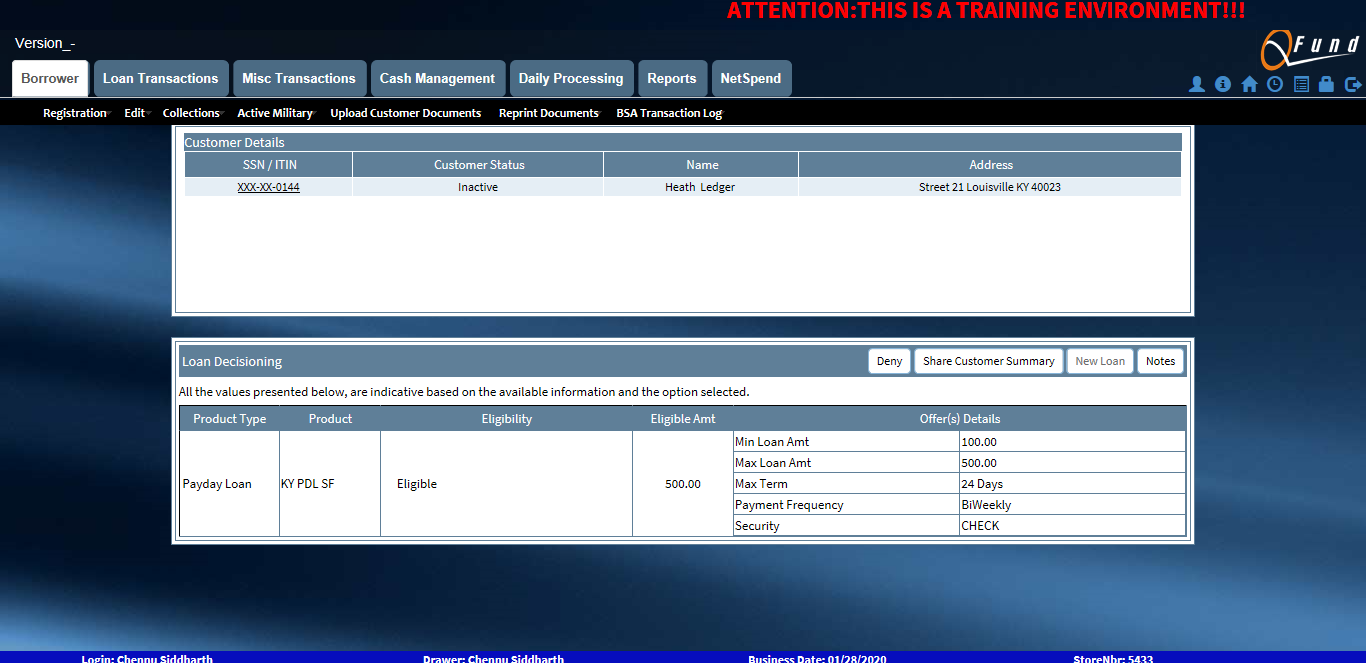 ATTENTION:THIS IS A TRAINING ENVIRONMENT!!!
Version_-
QFund
Borrower Loan Transactions Misc Transactions Cash Management Daily Processing Reports NetSpend
Registration Edit Collections Active Military Upload Customer Documents Reprint Documents BSA Transaction Log
Customer Details
SSN / ITIN Customer Status Name Address
XXX-XX-0144 Inactive Heath Ledger Street 21 Louisville KY 40023
Loan Decisioning Deny Share Customer Summary New Loan Notes
All the values presented below, are indicative based on the available information and the option selected.
Product Type Product Eligibility Eligible Amt Offer(s) Details
Min Loan Amt 100.00
Max Loan Amt 500.00
Payday Loan KY PDL SF Eligible 500.00 Max Term 24 Days
Payment Frequency BiWeekly
Security CHECK
Login: Chennu Siddharth Drawer: Chennu Siddharth Business Date: 01/28/2020 StoreNbr: 5433